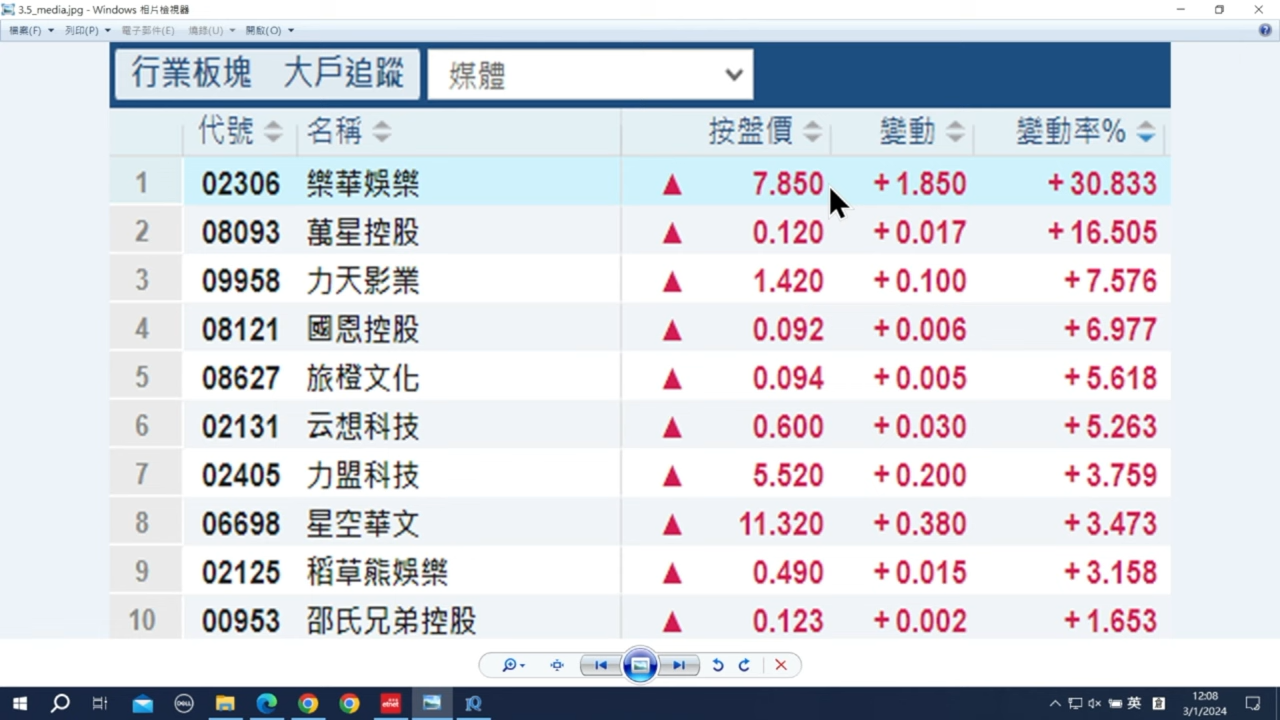 3.5_media.jpg - Windows 相片檢視器
檔案(F) 列印(P) 電子郵件(E) 燒錄(U) 開啟(O)
行業板塊 大戶追蹤 媒體
代號 名稱 按盤價 變動 變動率%
1 02306 樂華娛樂 ▲ 7.850 +1.850 +30.833
2 08093 萬星控股 ▲ 0.120 +0.017 +16.505
3 09958 力天影業 ▲ 1.420 +0.100 +7.576
4 08121 國恩控股 ▲ 0.092 +0.006 +6.977
5 08627 旅橙文化 ▲ 0.094 +0.005 +5.618
6 02131 云想科技 ▲ 0.600 +0.030 +5.263
7 02405 力盟科技 ▲ 5.520 +0.200 +3.759
8 06698 星空華文 ▲ 11.320 +0.380 +3.473
9 02125 稻草熊娛樂 ▲ 0.490 +0.015 +3.158
10 00953 邵氏兄弟控股 ▲ 0.123 +0.002 +1.653
DELL etnet IQ 英 12:08
3/1/2024